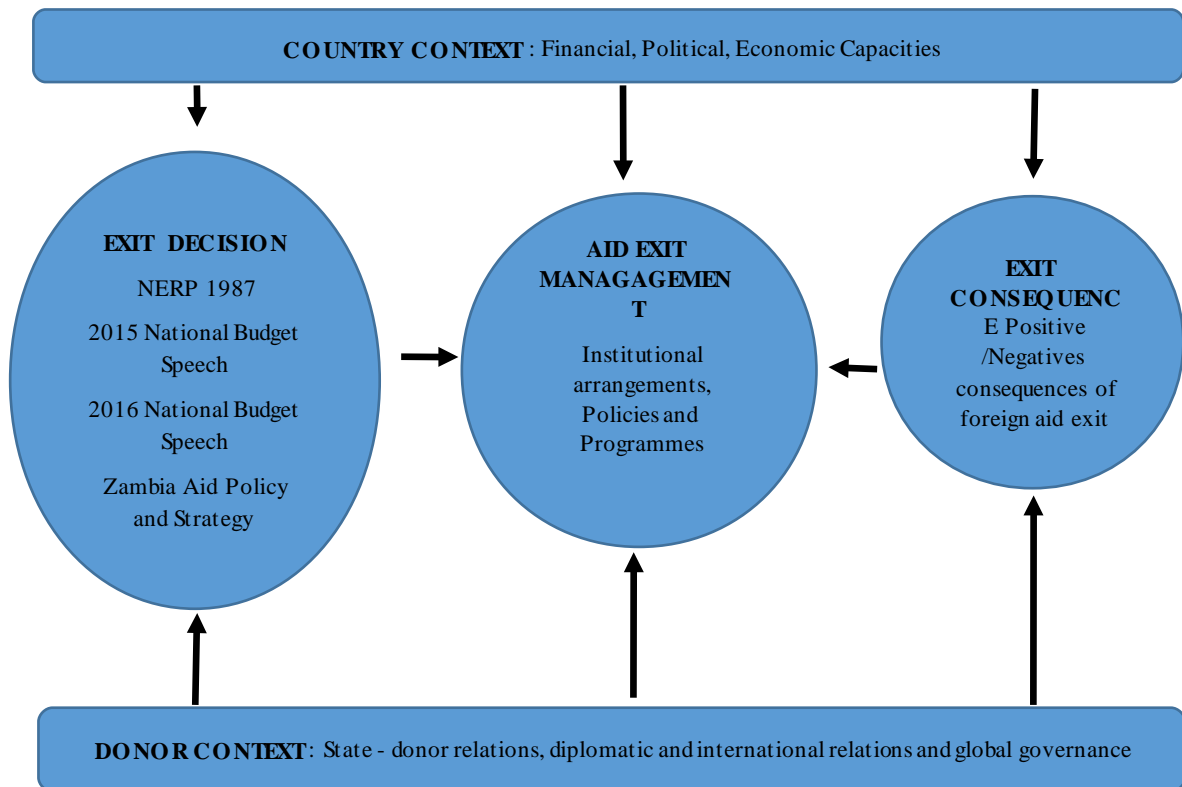 COUNTRY CONTEXT: Financial, Political, Economic Capacities
EXIT DECISION
NERP 1987
2015 National Budget
Speech
2016 National Budget
Speech
Zambia Aid Policy
and Strategy
AID EXIT
MANAGAGEMEN
T
Institutional
arrangements,
Policies and
Programmes
EXIT
CONSEQUENC
E Positive
/Negatives
consequences of
foreign aid exit
DONOR CONTEXT: State - donor relations, diplomatic and international relations and global governance